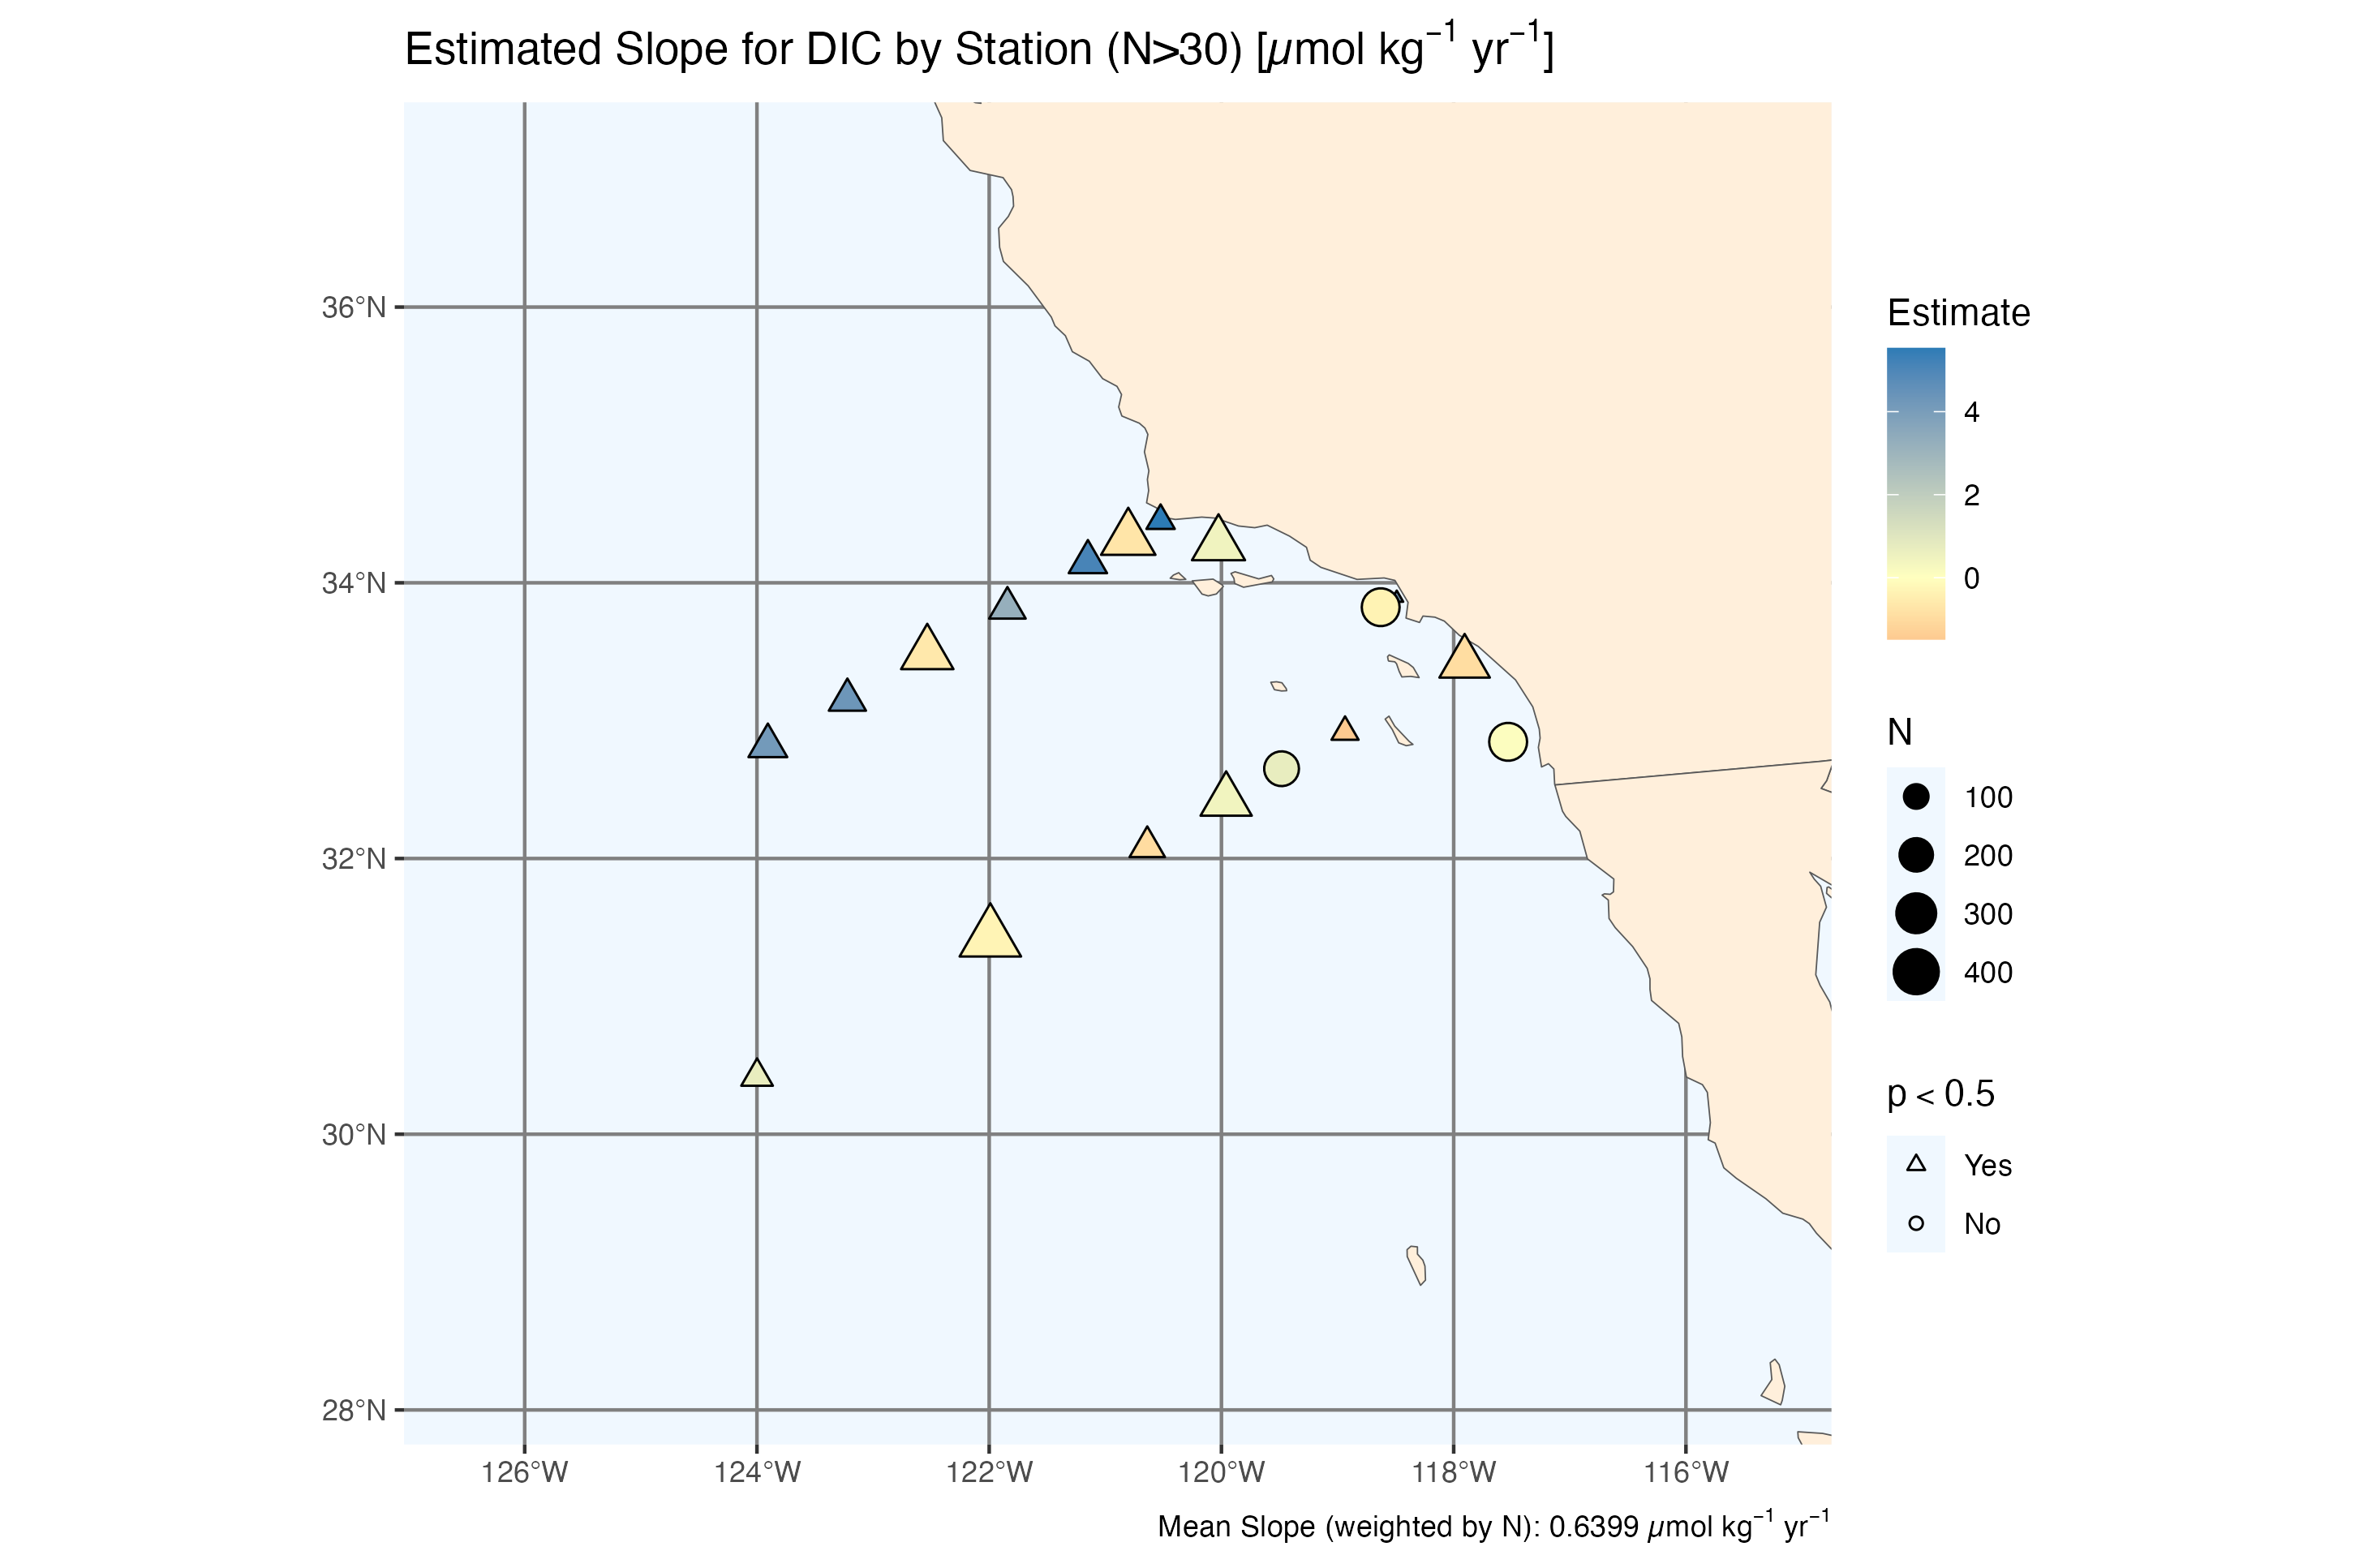 Estimated Slope for DIC by Station (N>30) [μmol kg⁻¹ yr⁻¹]
36°N
34°N
32°N
30°N
28°N
126°W
124°W
122°W
120°W
118°W
116°W
Estimate
4
2
0
N
100
200
300
400
p < 0.5
Yes
No
Mean Slope (weighted by N): 0.6399 μmol kg⁻¹ yr⁻¹